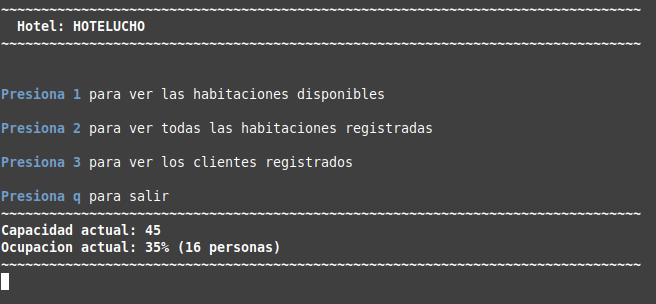 ~~~~~~~~~~~~~~~~~~~~~~~~~~~~~~~~~~~~~~~~~~~~~~~~~~~~~~~~~~~~~~~~~~~~~~~~~~~~~~~~
Hotel: HOTELUCHO
~~~~~~~~~~~~~~~~~~~~~~~~~~~~~~~~~~~~~~~~~~~~~~~~~~~~~~~~~~~~~~~~~~~~~~~~~~~~~~~~
Presiona 1 para ver las habitaciones disponibles
Presiona 2 para ver todas las habitaciones registradas
Presiona 3 para ver los clientes registrados
Presiona q para salir
~~~~~~~~~~~~~~~~~~~~~~~~~~~~~~~~~~~~~~~~~~~~~~~~~~~~~~~~~~~~~~~~~~~~~~~~~~~~~~~~
Capacidad actual: 45
Ocupacion actual: 35% (16 personas)
~~~~~~~~~~~~~~~~~~~~~~~~~~~~~~~~~~~~~~~~~~~~~~~~~~~~~~~~~~~~~~~~~~~~~~~~~~~~~~~~